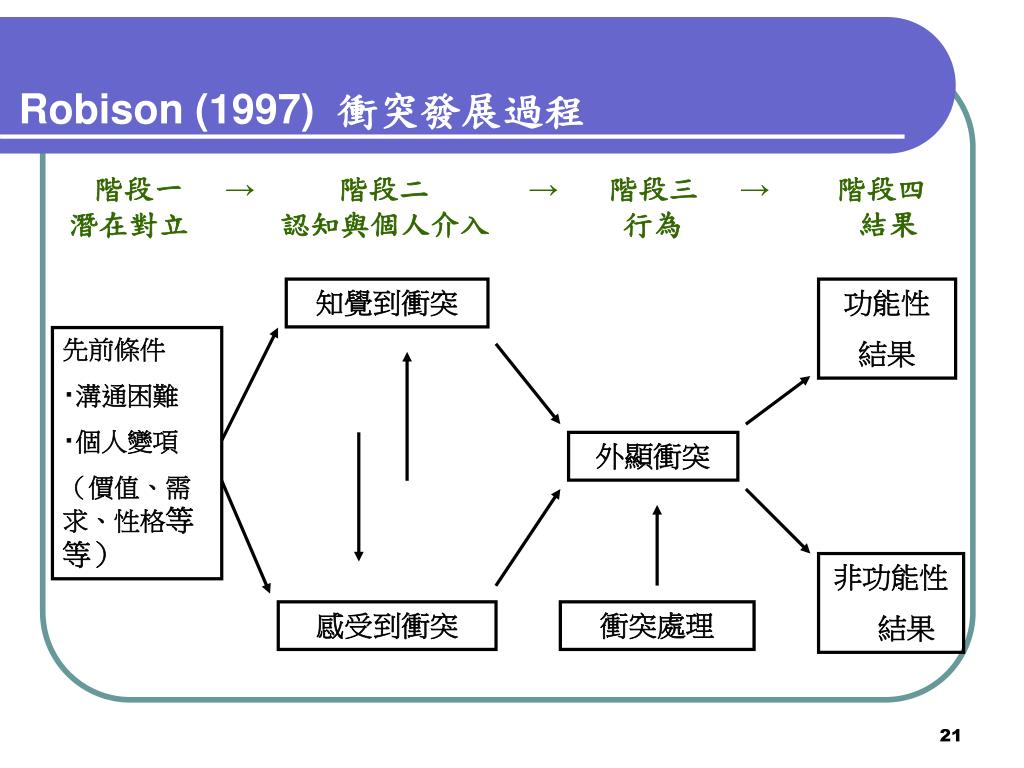 Robison (1997) 衝突發展過程
階段一 → 階段二 → 階段三 → 階段四
潛在對立 認知與個人介入 行為 結果
知覺到衝突
功能性
結果
先前條件
‧溝通困難
‧個人變項
（價值、需
求、性格等
等）
外顯衝突
非功能性
結果
感受到衝突
衝突處理
21